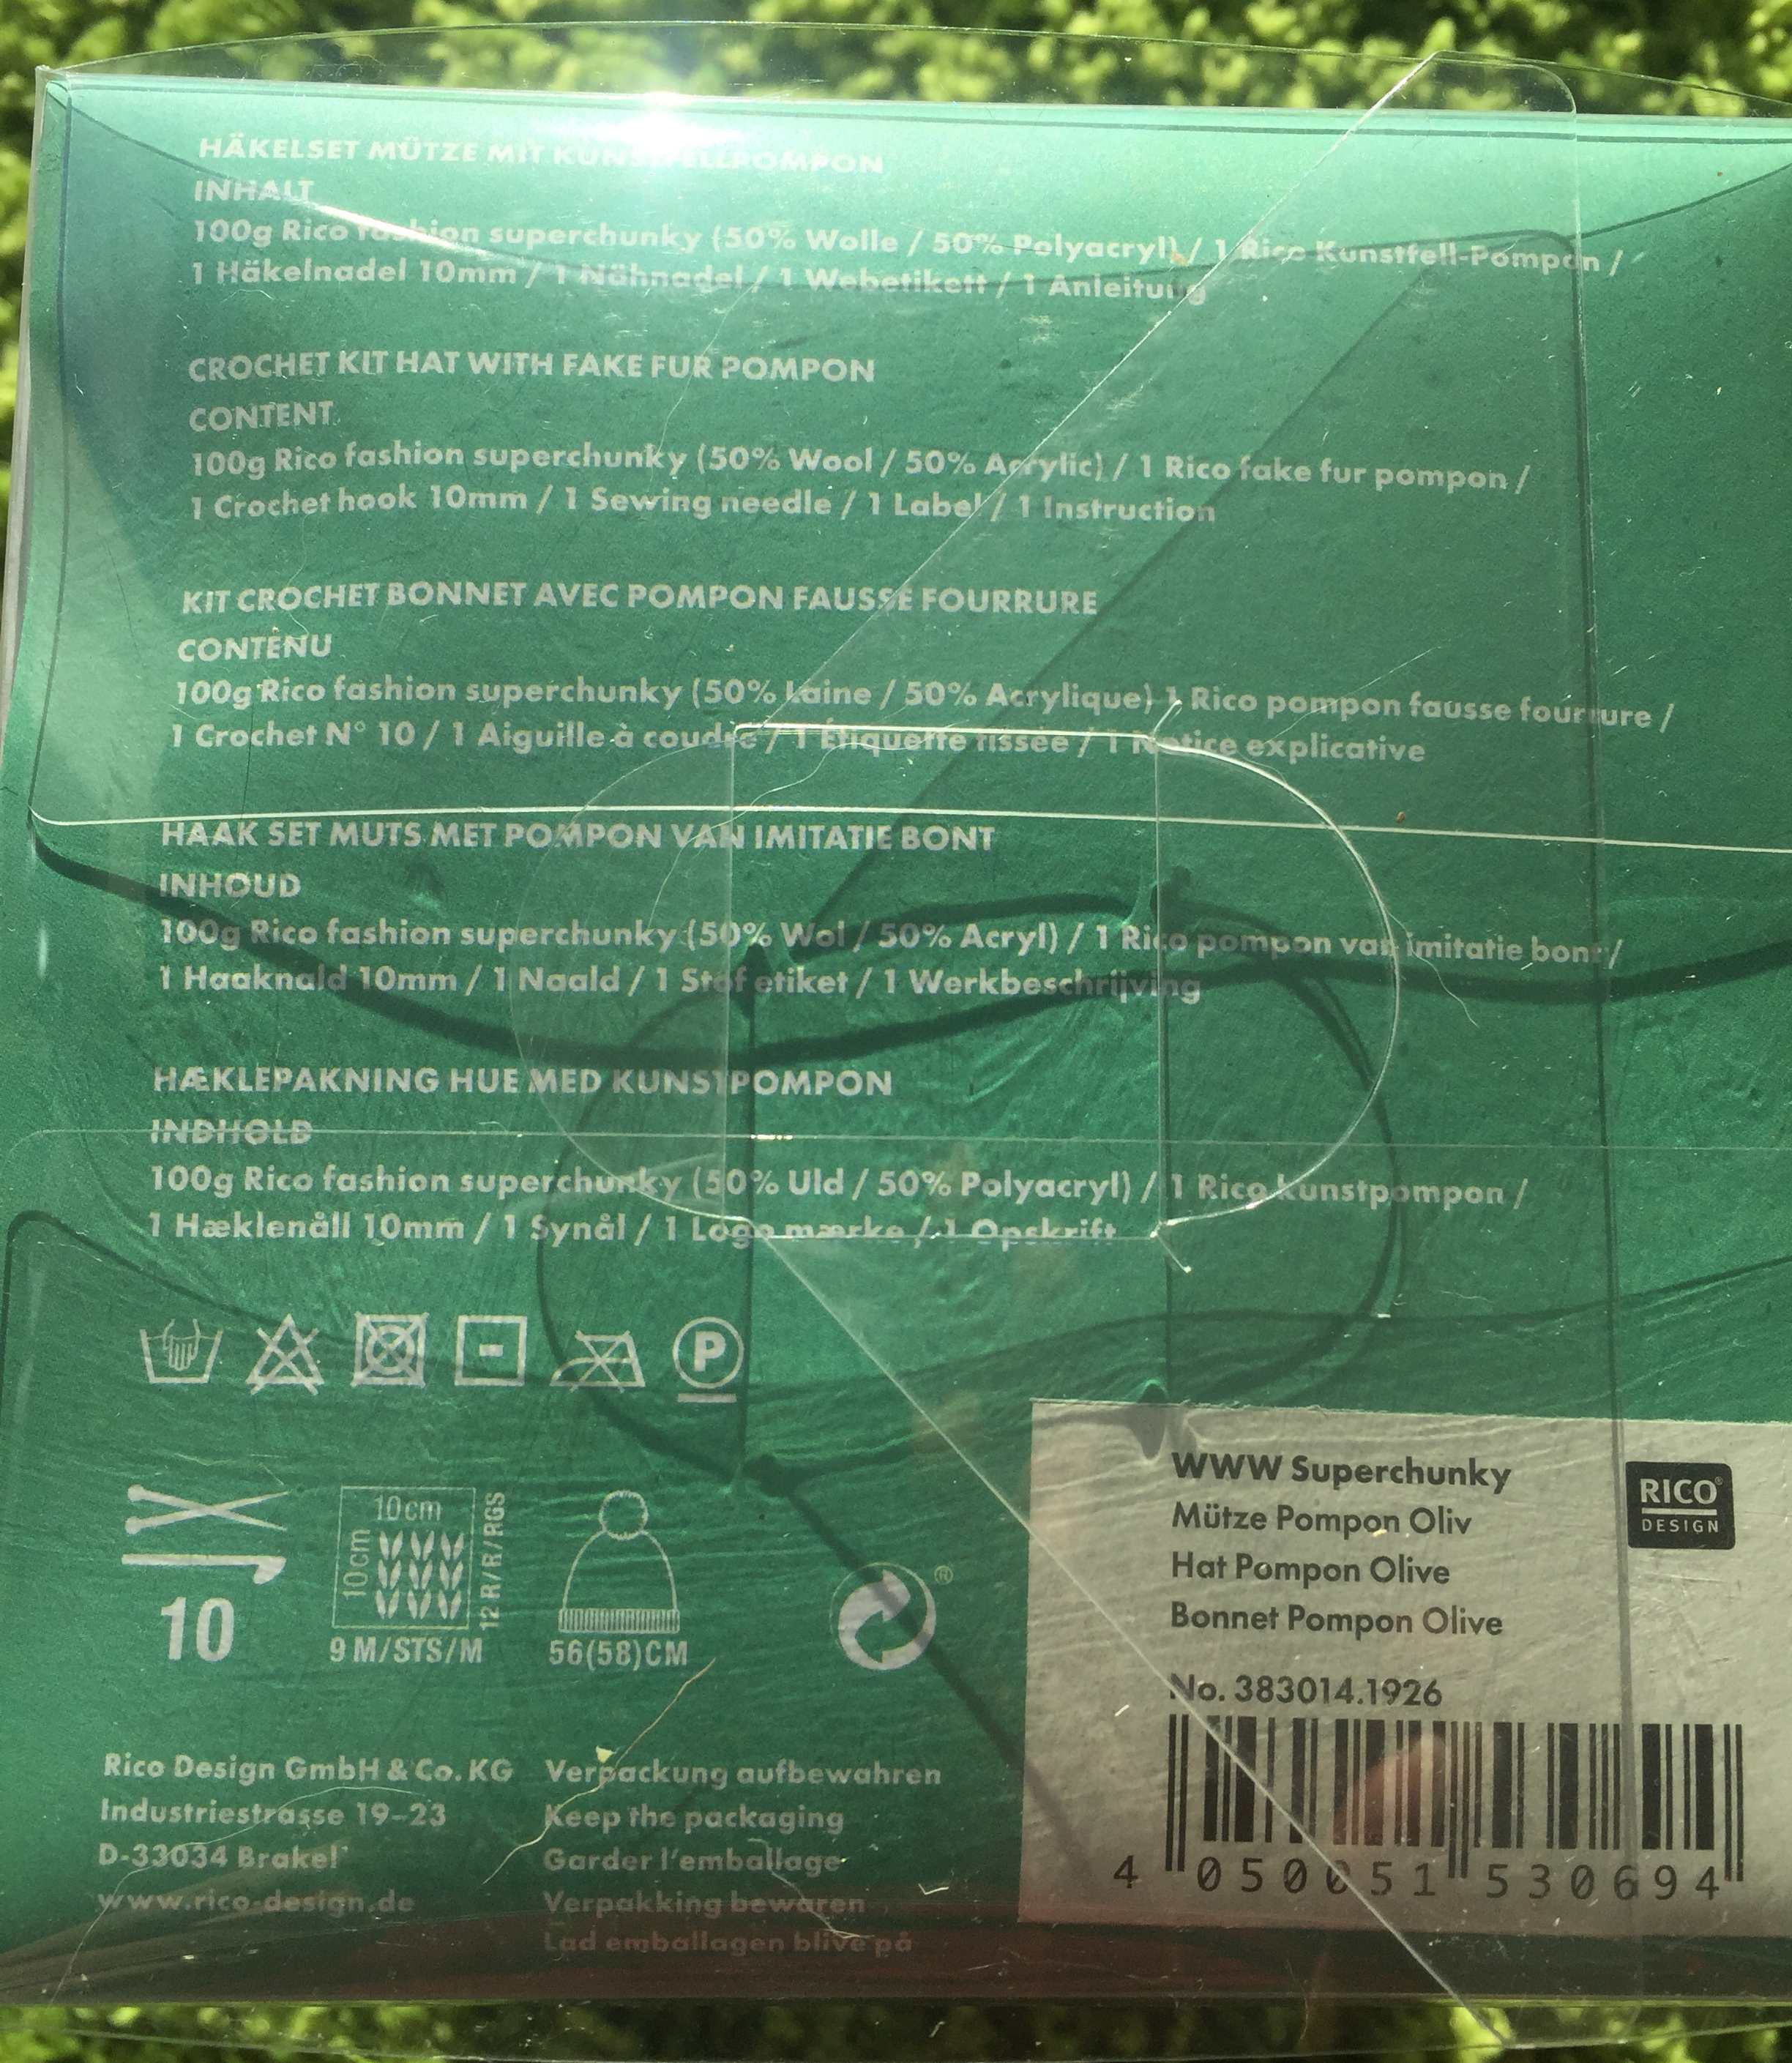 HÄKELSET MÜTZE MIT KUNSTFELLPOMPON
INHALT
100g Rico fashion superchunky (50% Wolle / 50% Polyacryl) / 1 Rico Kunstfell-Pompon /
1 Häkelnadel 10mm / 1 Nähnadel / 1 Webetikett / 1 Anleitung
CROCHET KIT HAT WITH FAKE FUR POMPON
CONTENT
100g Rico fashion superchunky (50% Wool / 50% Acrylic) / 1 Rico fake fur pompon /
1 Crochet hook 10mm / 1 Sewing needle / 1 Label / 1 Instruction
KIT CROCHET BONNET AVEC POMPON FAUSSE FOURRURE
CONTENU
100g Rico fashion superchunky (50% Laine / 50% Acrylique) 1 Rico pompon fausse fourrure /
1 Crochet N° 10 / 1 Aiguille à coudre / 1 Étiquette tissée / 1 Notice explicative
HAAK SET MUTS MET POMPON VAN IMITATIE BONT
INHOUD
100g Rico fashion superchunky (50% Wol / 50% Acryl) / 1 Rico pompon van imitatie bont /
1 Haaknald 10mm / 1 Naald / 1 Stof etiket / 1 Werkbeschrijving
HÆKLEPAKNING HUE MED KUNSTPOMPON
INDHOLD
100g Rico fashion superchunky (50% Uld / 50% Polyacryl) / 1 Rico kunstpompon /
1 Hæklenåll 10mm / 1 Synål / 1 Logo mærke / 1 Opskrift
P
10cm
10cm
12 R/R/RGS
10
9 M/STS/M
56(58)CM
®
WWW Superchunky
Mütze Pompon Oliv
Hat Pompon Olive
Bonnet Pompon Olive
RICO®
DESIGN
No. 383014.1926
4 050051 530694
Rico Design GmbH & Co. KG
Industriestrasse 19–23
D-33034 Brakel
www.rico-design.de
Verpackung aufbewahren
Keep the packaging
Garder l'emballage
Verpakking bewaren
Lad emballagen blive på